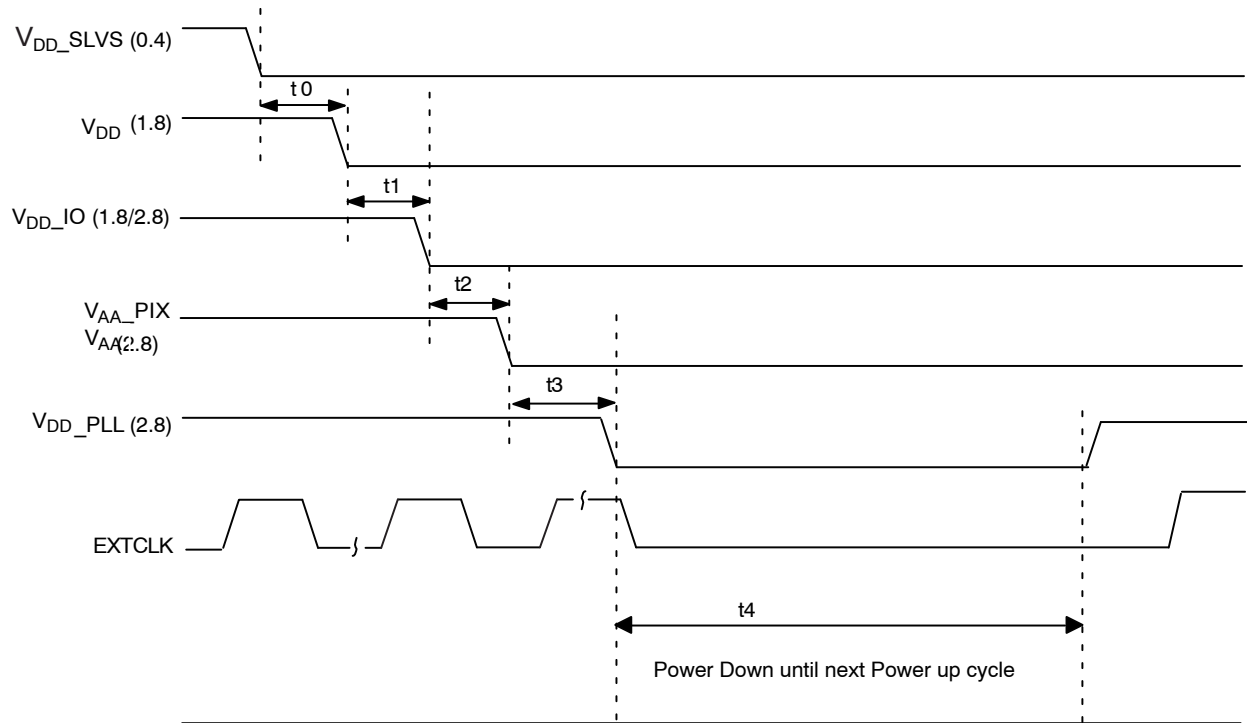 VDD_SLVS (0.4)
t0
VDD (1.8)
t1
VDD_IO (1.8/2.8)
t2
VAA_PIX
VAA(2.8)
t3
VDD_PLL (2.8)
EXTCLK
t4
Power Down until next Power up cycle